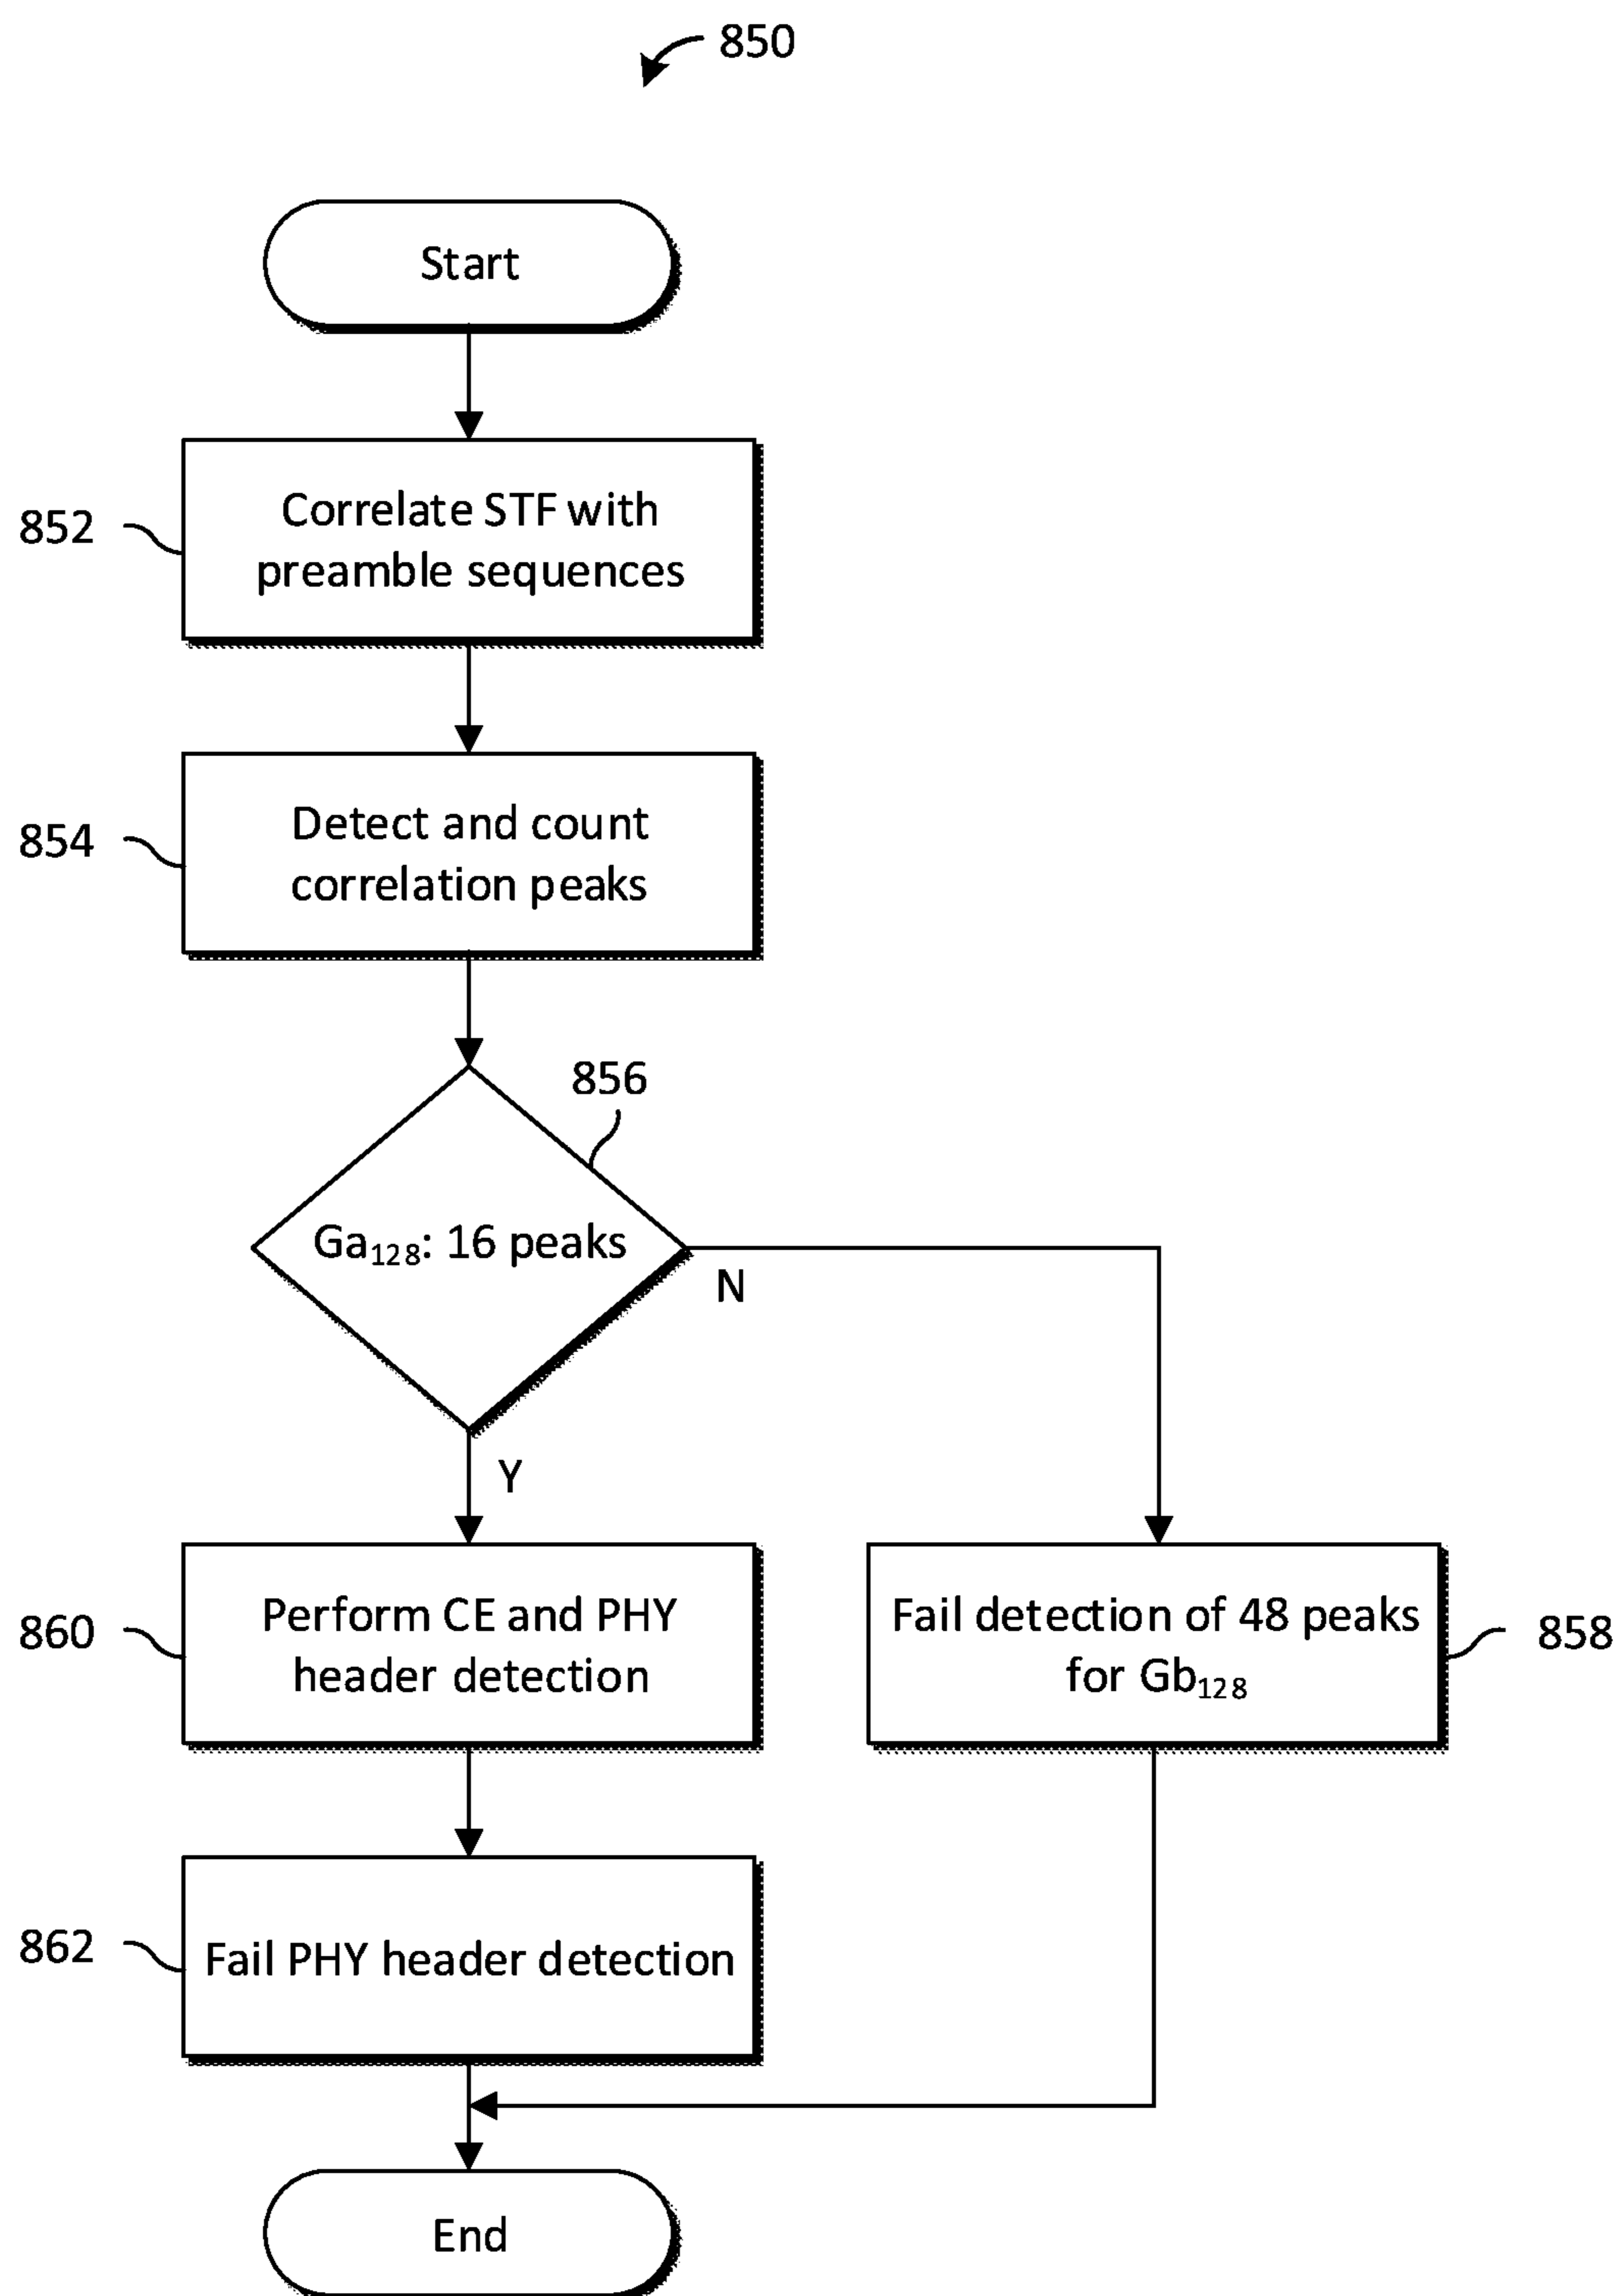 850
Start
852
Correlate STF with
preamble sequences
854
Detect and count
correlation peaks
856
Ga₁₂₈: 16 peaks
N
Y
860
Perform CE and PHY
header detection
Fail detection of 48 peaks
for Gb₁₂₈
858
862
Fail PHY header detection
End